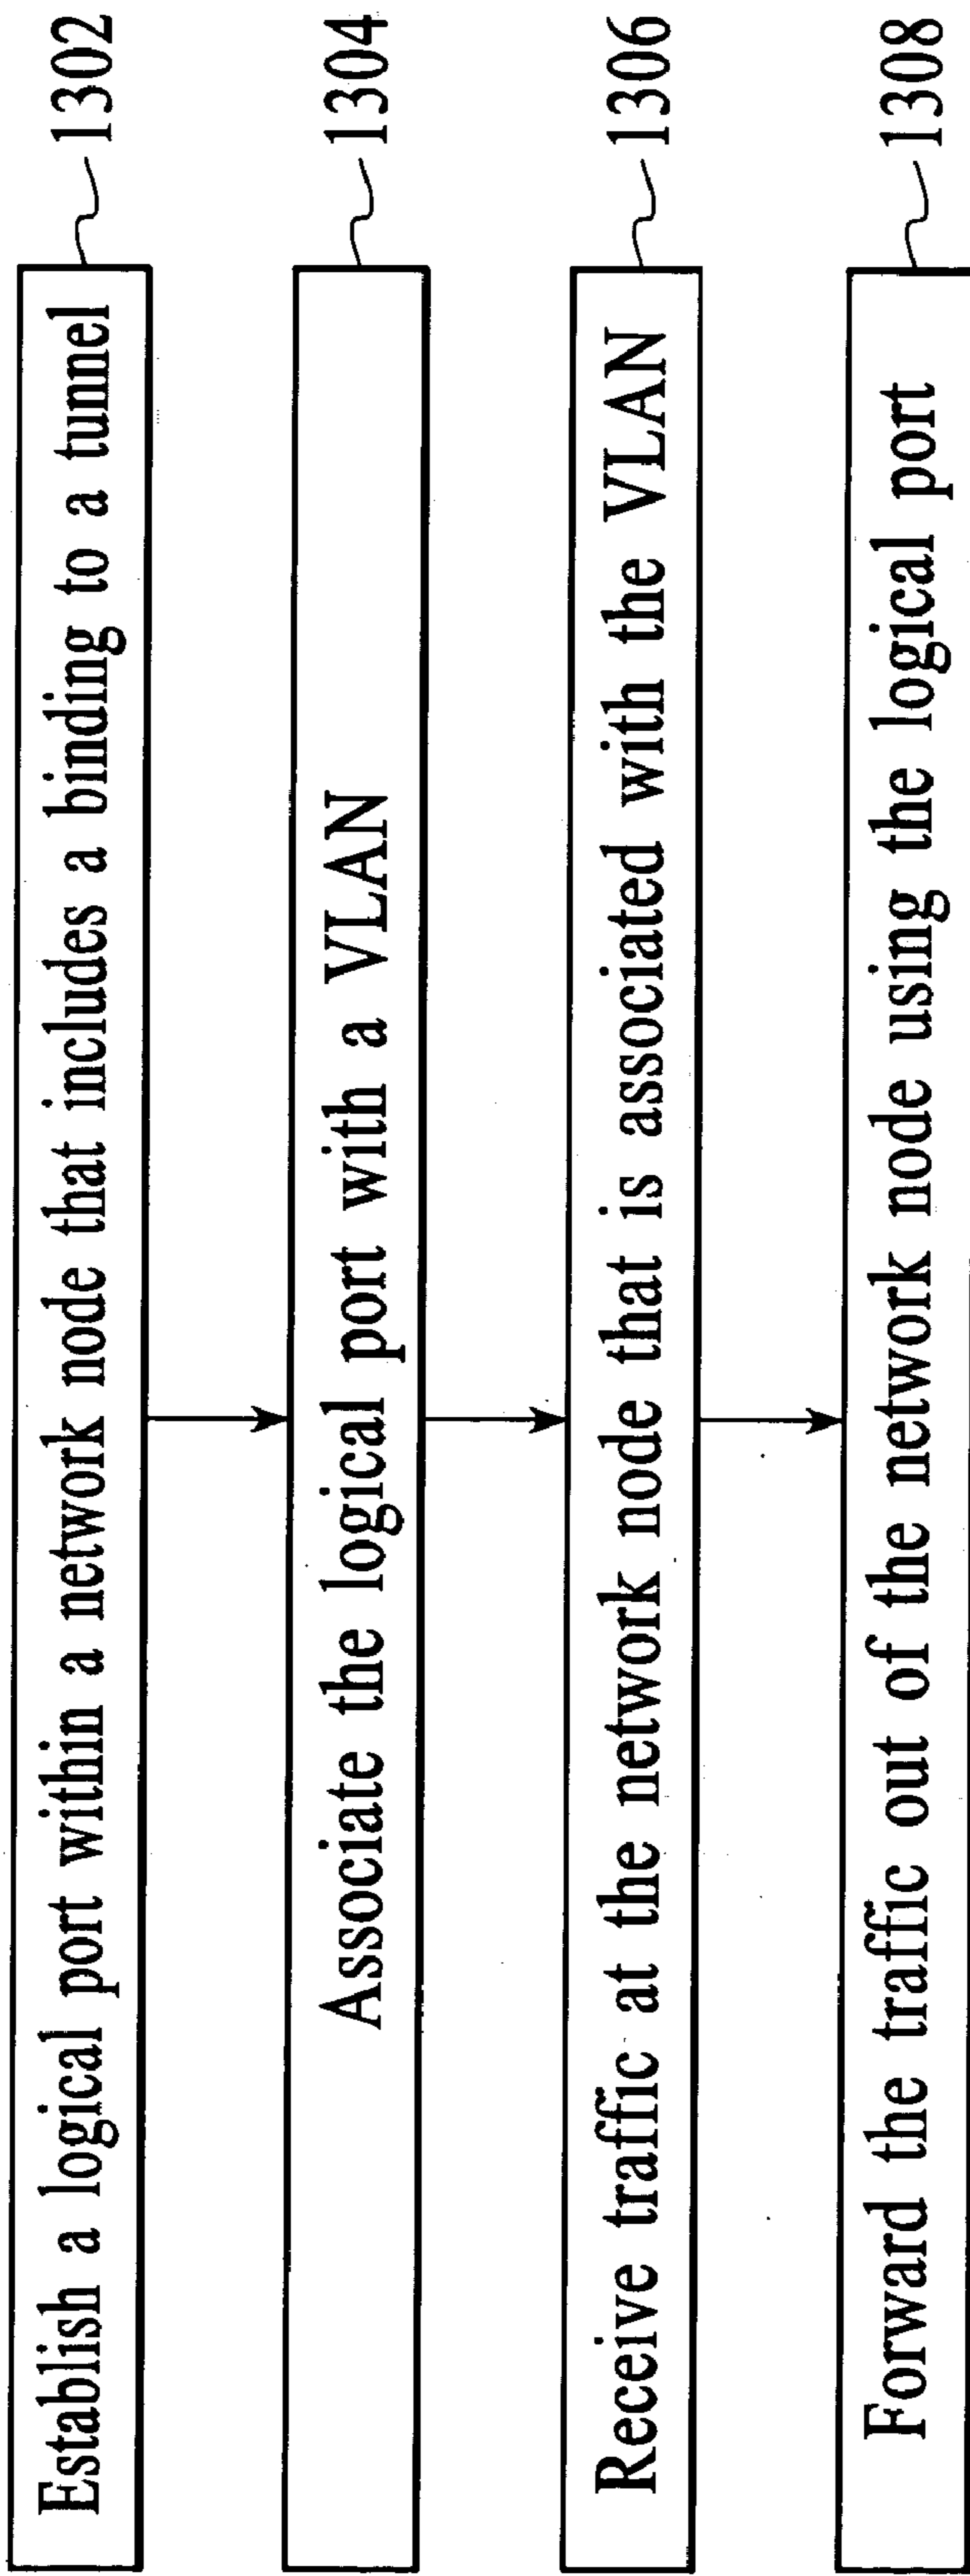 Establish a logical port within a network node that includes a binding to a tunnel
1302
Associate the logical port with a VLAN
1304
Receive traffic at the network node that is associated with the VLAN
1306
Forward the traffic out of the network node using the logical port
1308